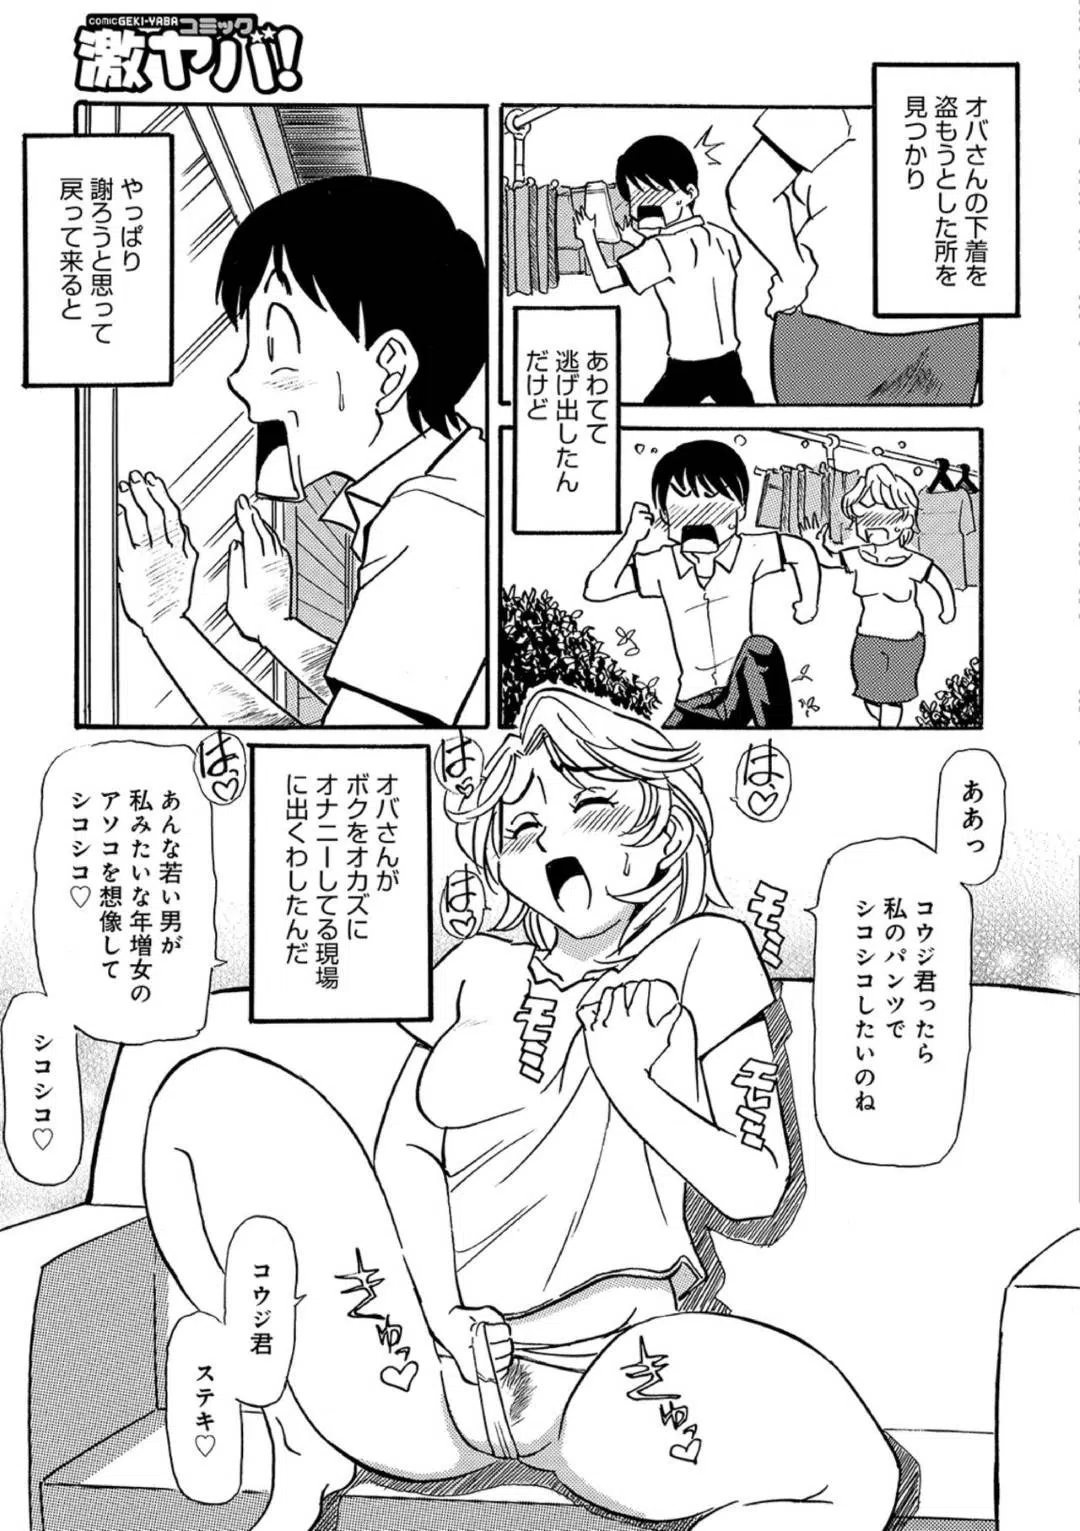 COMIC GEKI-YABA コミック
激ヤバ!!
オバさんの下着を
盗もうとした所を
見つかり
あわてて
逃げ出したん
だけど
やっぱり
謝ろうと思って
戻って来ると
ああっ
コウジ君ったら
私のパンツで
シコシコしたいのね
はっ♡
はっ♡
はっ♡
はっ♡
モミ
モミ
モミ
オバさんが
ボクをオカズに
オナニーしてる現場
に出くわしたんだ
あんな若い男が
私みたいな年増女の
アソコを想像して
シコシコ♡
シコシコ♡
コウジ君
ステキ♡
きゅっ♡
きゅっ♡